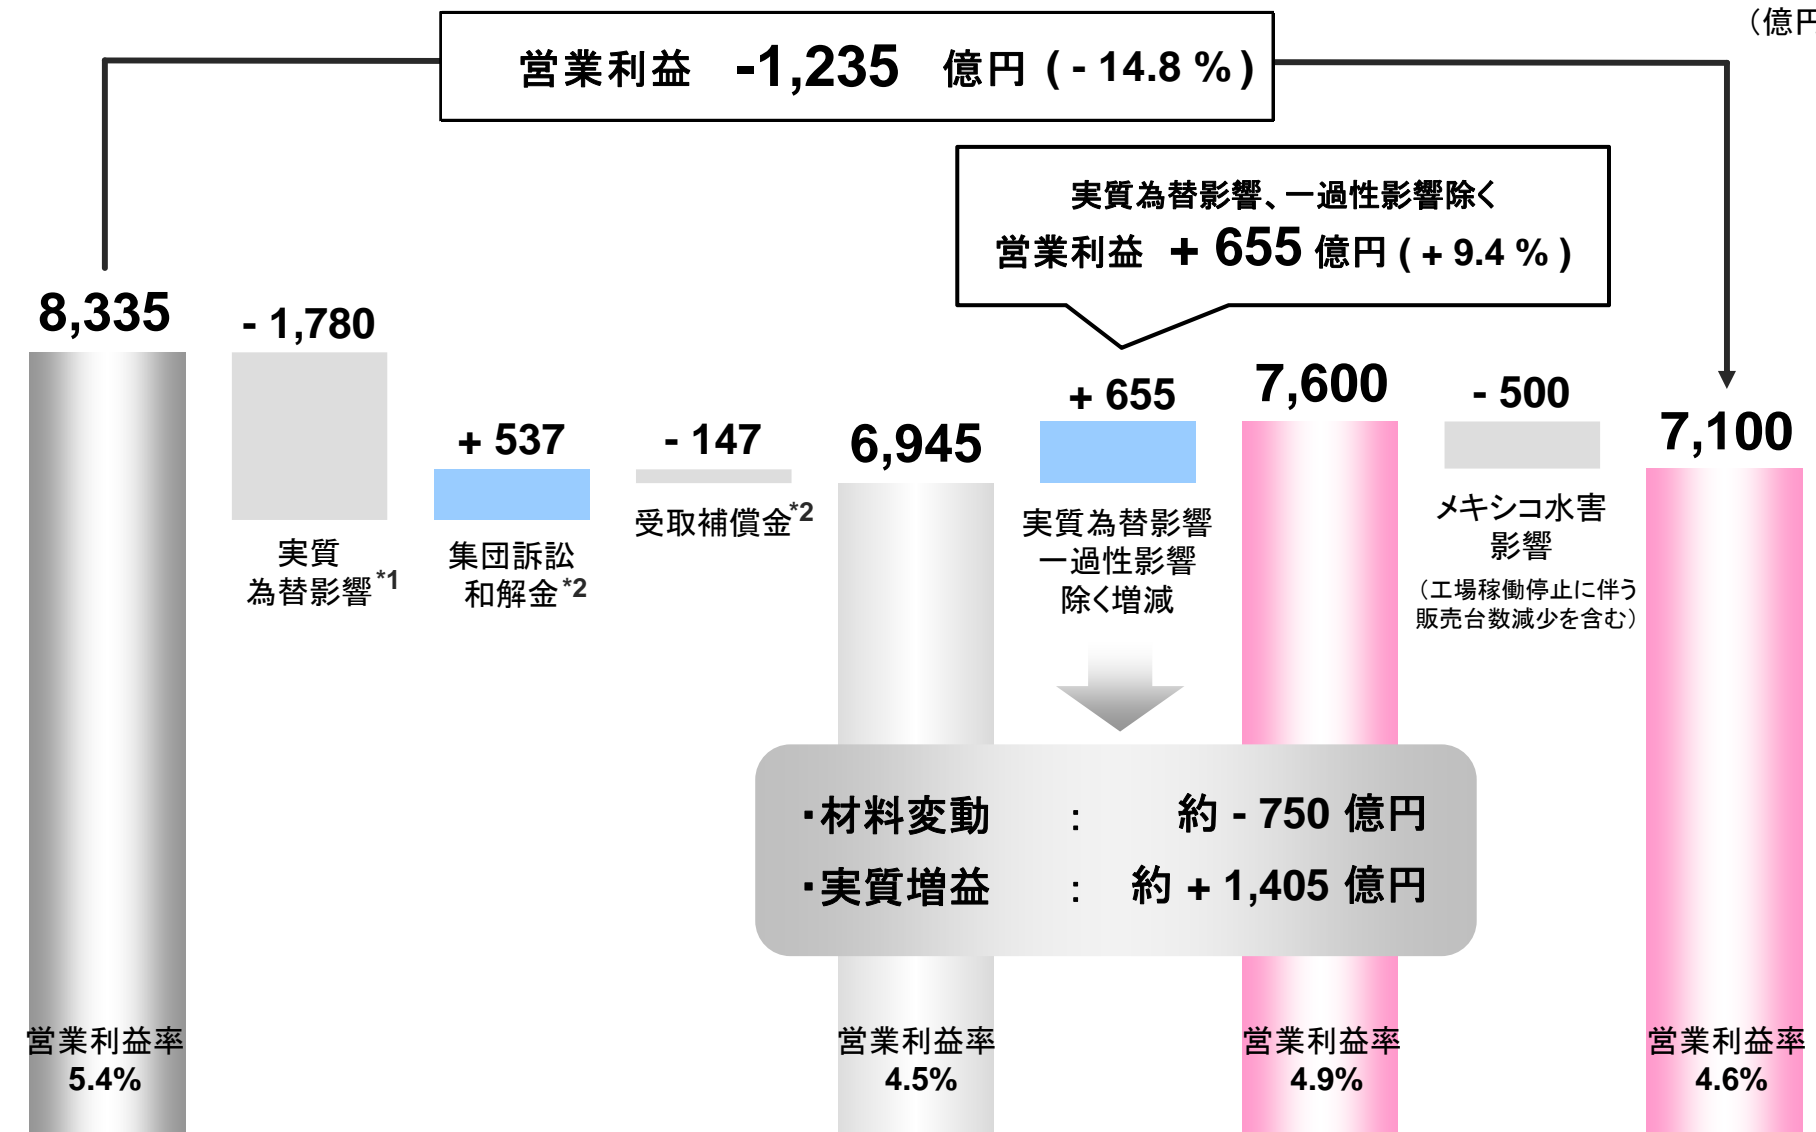 （億円
営業利益 -1,235 億円 ( - 14.8 % )
実質為替影響、一過性影響除く
営業利益 + 655 億円 ( + 9.4 % )
8,335
- 1,780
実質
為替影響*1
+ 537
集団訴訟
和解金*2
- 147
受取補償金*2
6,945
+ 655
実質為替影響
一過性影響
除く増減
7,600
- 500
メキシコ水害
影響
（工場稼働停止に伴う
販売台数減少を含む）
7,100
・材料変動 : 約 - 750 億円
・実質増益 : 約 + 1,405 億円
営業利益率
5.4%
営業利益率
4.5%
営業利益率
4.9%
営業利益率
4.6%